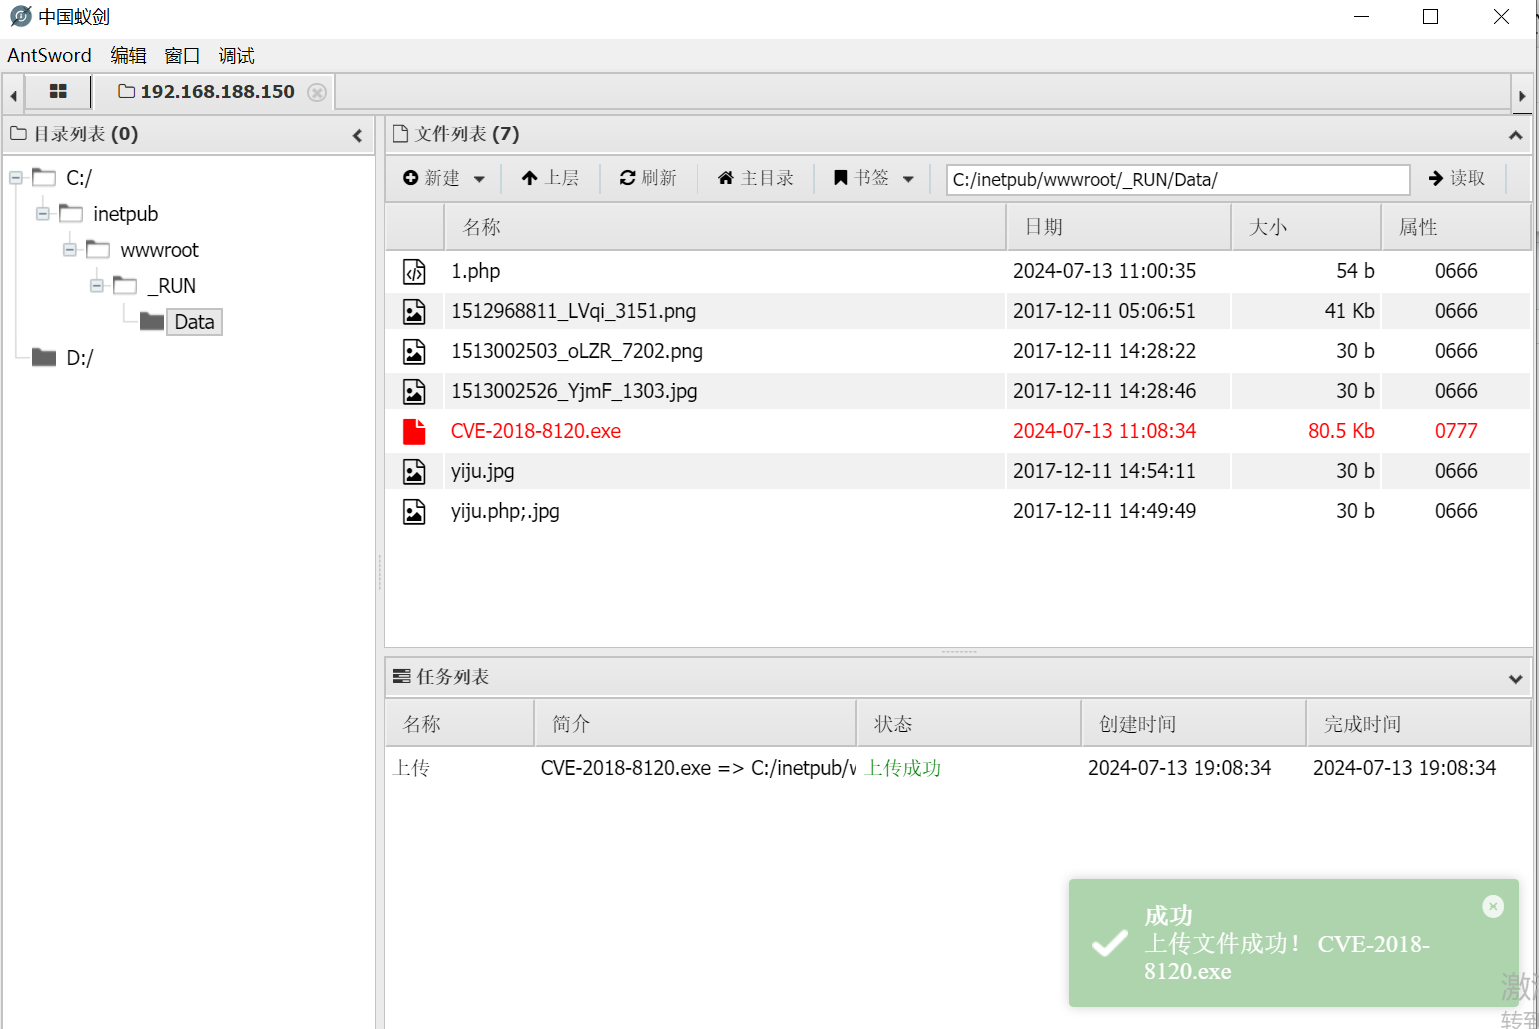 中国蚁剑
AntSword 编辑 窗口 调试
192.168.188.150
目录列表 (0)
C:/
inetpub
wwwroot
_RUN
Data
D:/
文件列表 (7)
新建 上层 刷新 主目录 书签 C:/inetpub/wwwroot/_RUN/Data/ 读取
名称 日期 大小 属性
1.php 2024-07-13 11:00:35 54 b 0666
1512968811_LVqi_3151.png 2017-12-11 05:06:51 41 Kb 0666
1513002503_oLZR_7202.png 2017-12-11 14:28:22 30 b 0666
1513002526_YjmF_1303.jpg 2017-12-11 14:28:46 30 b 0666
CVE-2018-8120.exe 2024-07-13 11:08:34 80.5 Kb 0777
yiju.jpg 2017-12-11 14:54:11 30 b 0666
yiju.php;.jpg 2017-12-11 14:49:49 30 b 0666
任务列表
名称 简介 状态 创建时间 完成时间
上传 CVE-2018-8120.exe => C:/inetpub/v 上传成功 2024-07-13 19:08:34 2024-07-13 19:08:34
成功
上传文件成功！ CVE-2018-
8120.exe
激
转到